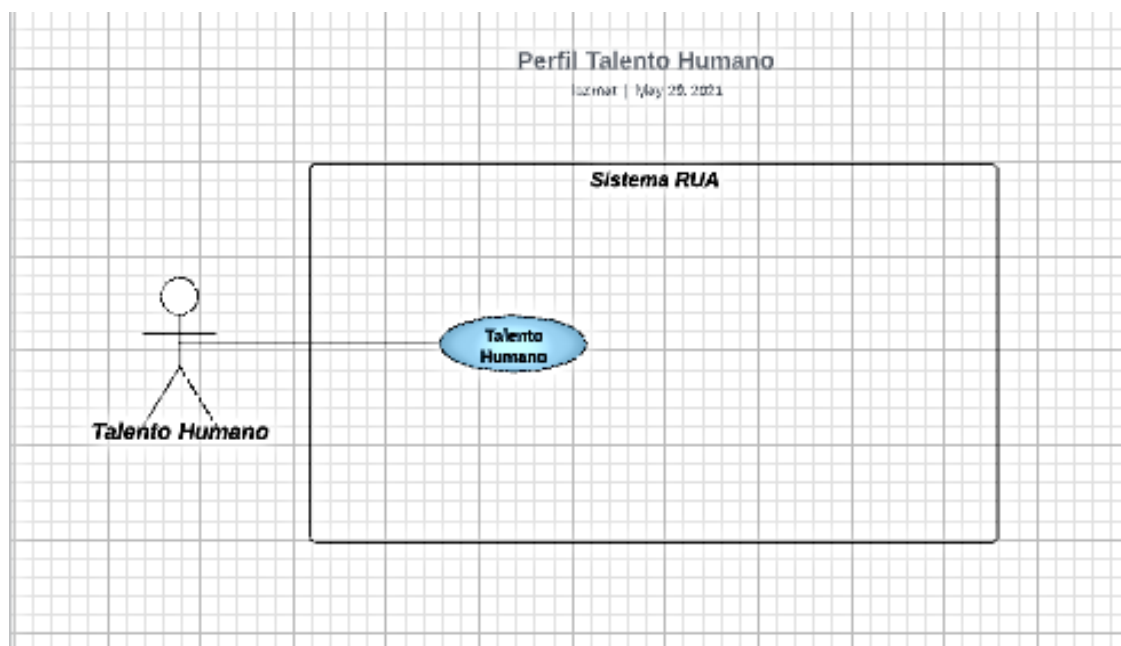 Perfil Talento Humano
| May 29, 2021
Sistema RUA
Talento
Humano
Talento Humano